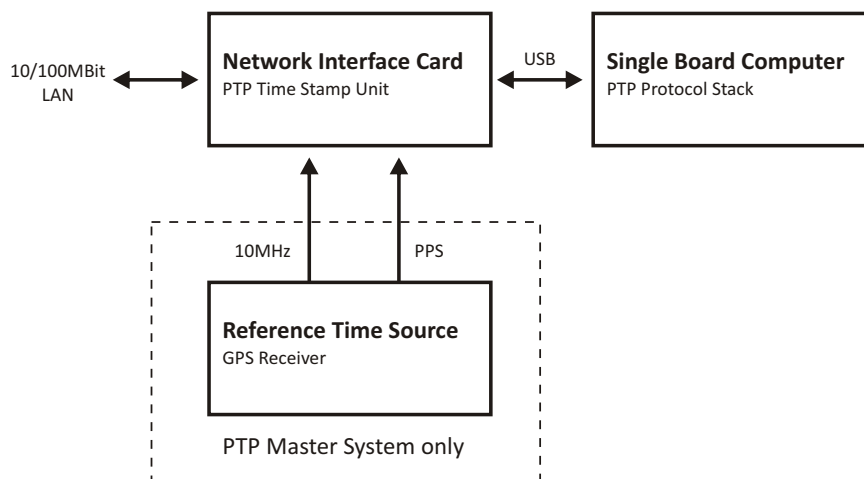 10/100MBit
LAN
Network Interface Card
PTP Time Stamp Unit
USB
Single Board Computer
PTP Protocol Stack
10MHz
PPS
Reference Time Source
GPS Receiver
PTP Master System only